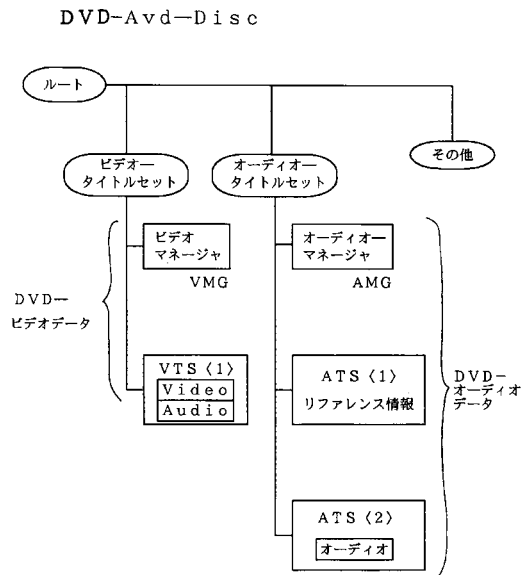 DVD-Avd-Disc
ルート
ビデオー
タイトルセット
オーディオー
タイトルセット
その他
ビデオ
マネージャ
VMG
オーディオー
マネージャ
AMG
DVD-
ビデオデータ
VTS〈1〉
Video
Audio
ATS〈1〉
リファレンス情報
DVD-
オーディオ
データ
ATS〈2〉
オーディオ